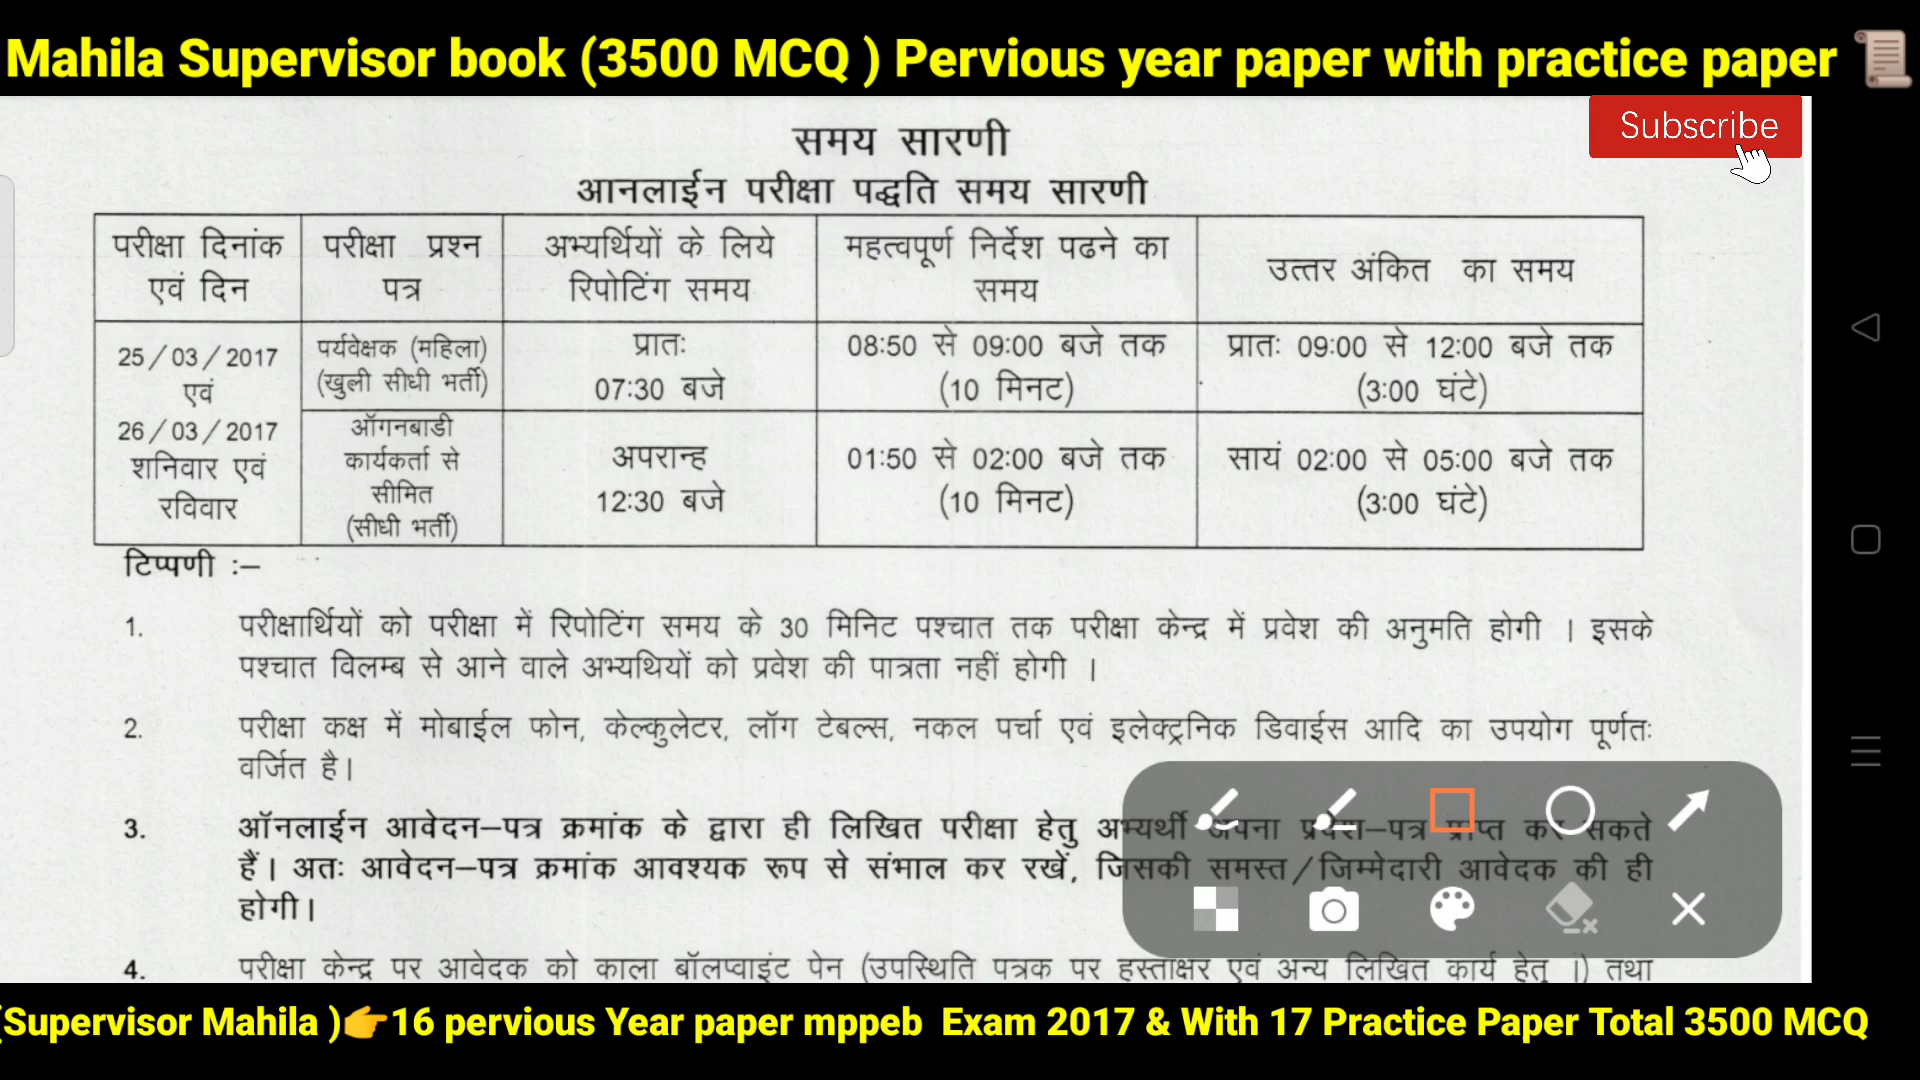 Mahila Supervisor book (3500 MCQ ) Pervious year paper with practice paper
Subscribe
समय सारणी
आनलाईन परीक्षा पद्धति समय सारणी
परीक्षा दिनांक एवं दिन
परीक्षा प्रश्न पत्र
अभ्यर्थियों के लिये रिपोटिंग समय
महत्वपूर्ण निर्देश पढने का समय
उत्तर अंकित का समय
25/03/2017
एवं
26/03/2017
शनिवार एवं
रविवार
पर्यवेक्षक (महिला)
(खुली सीधी भर्ती)
प्रातः
07:30 बजे
08:50 से 09:00 बजे तक
(10 मिनट)
प्रातः 09:00 से 12:00 बजे तक
(3:00 घंटे)
ऑगनबाडी
कार्यकर्ता से
सीमित
(सीधी भर्ती)
अपरान्ह
12:30 बजे
01:50 से 02:00 बजे तक
(10 मिनट)
सायं 02:00 से 05:00 बजे तक
(3:00 घंटे)
टिप्पणी :–
1. परीक्षार्थियों को परीक्षा में रिपोटिंग समय के 30 मिनिट पश्चात तक परीक्षा केन्द्र में प्रवेश की अनुमति होगी । इसके
पश्चात विलम्ब से आने वाले अभ्यथियों को प्रवेश की पात्रता नहीं होगी ।
2. परीक्षा कक्ष में मोबाईल फोन, केल्कुलेटर, लॉग टेबल्स, नकल पर्चा एवं इलेक्ट्रनिक डिवाईस आदि का उपयोग पूर्णतः
वर्जित है।
3. ऑनलाईन आवेदन–पत्र क्रमांक के द्वारा ही लिखित परीक्षा हेतु अभ्यर्थी अपना प्रवेश–पत्र प्राप्त कर सकते
हैं। अतः आवेदन–पत्र क्रमांक आवश्यक रूप से संभाल कर रखें, जिसकी समस्त/जिम्मेदारी आवेदक की ही
होगी।
4. परीक्षा केन्द्र पर आवेदक को काला बॉलप्वाइंट पेन (उपस्थिति पत्रक पर हस्ताक्षर एवं अन्य लिखित कार्य हेतु ।) तथा
(Supervisor Mahila )👉16 pervious Year paper mppeb Exam 2017 & With 17 Practice Paper Total 3500 MCQ